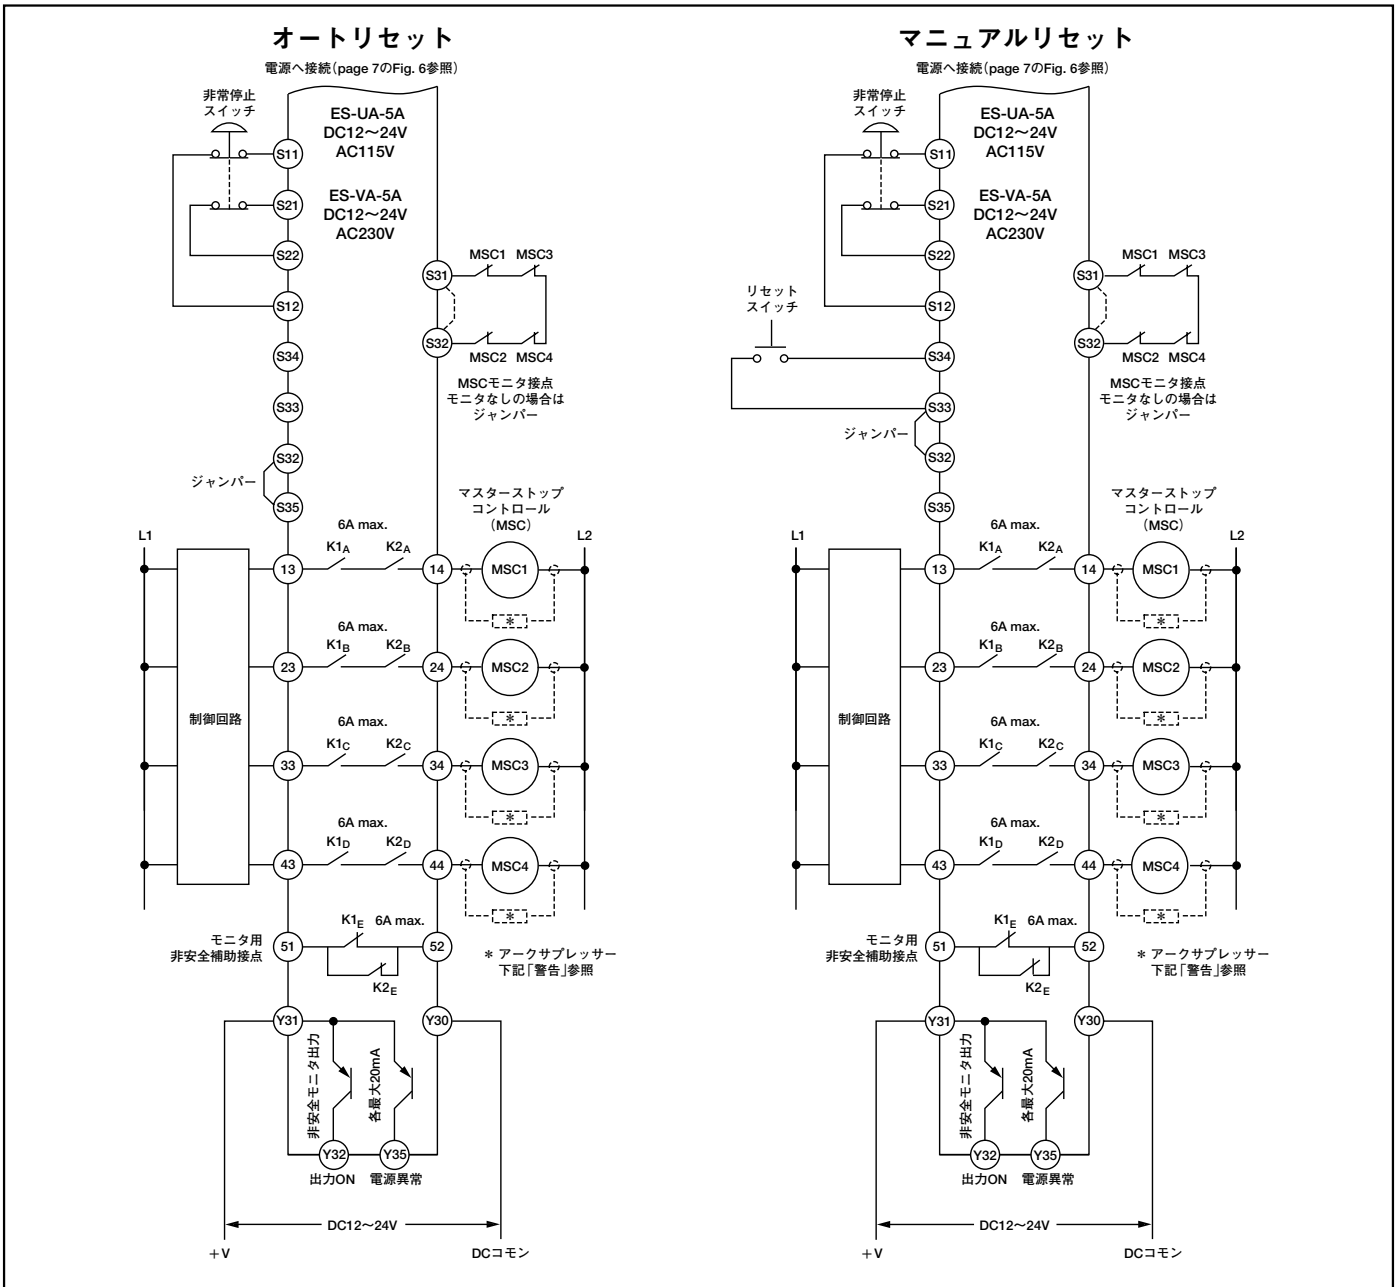 オートリセット
電源へ接続(page 7のFig. 6参照)
非常停止
スイッチ
ES-UA-5A
DC12～24V
AC115V
S11
ES-VA-5A
DC12～24V
AC230V
S21
S22
S12
S31
MSC1 MSC3
S32
MSC2 MSC4
MSCモニタ接点
モニタなしの場合は
ジャンパー
S34
S33
S32
ジャンパー
S35
マスターストップ
コントロール
(MSC)
L1
L2
制御回路
6A max.
13 K1A K2A 14 MSC1
*
6A max.
23 K1B K2B 24 MSC2
*
6A max.
33 K1C K2C 34 MSC3
*
6A max.
43 K1D K2D 44 MSC4
*
モニタ用
非安全補助接点
51 K1E 6A max. 52
K2E
* アークサプレッサー
下記「警告」参照
Y31 Y30
非安全モニタ出力
各最大20mA
Y32 Y35
出力ON 電源異常
DC12～24V
+V DCコモン
マニュアルリセット
電源へ接続(page 7のFig. 6参照)
非常停止
スイッチ
ES-UA-5A
DC12～24V
AC115V
S11
ES-VA-5A
DC12～24V
AC230V
S21
S22
S12
S31
MSC1 MSC3
S32
MSC2 MSC4
MSCモニタ接点
モニタなしの場合は
ジャンパー
リセット
スイッチ
S34
S33
ジャンパー
S32
S35
マスターストップ
コントロール
(MSC)
L1
L2
制御回路
6A max.
13 K1A K2A 14 MSC1
*
6A max.
23 K1B K2B 24 MSC2
*
6A max.
33 K1C K2C 34 MSC3
*
6A max.
43 K1D K2D 44 MSC4
*
モニタ用
非安全補助接点
51 K1E 6A max. 52
K2E
* アークサプレッサー
下記「警告」参照
Y31 Y30
非安全モニタ出力
各最大20mA
Y32 Y35
出力ON 電源異常
DC12～24V
+V DCコモン